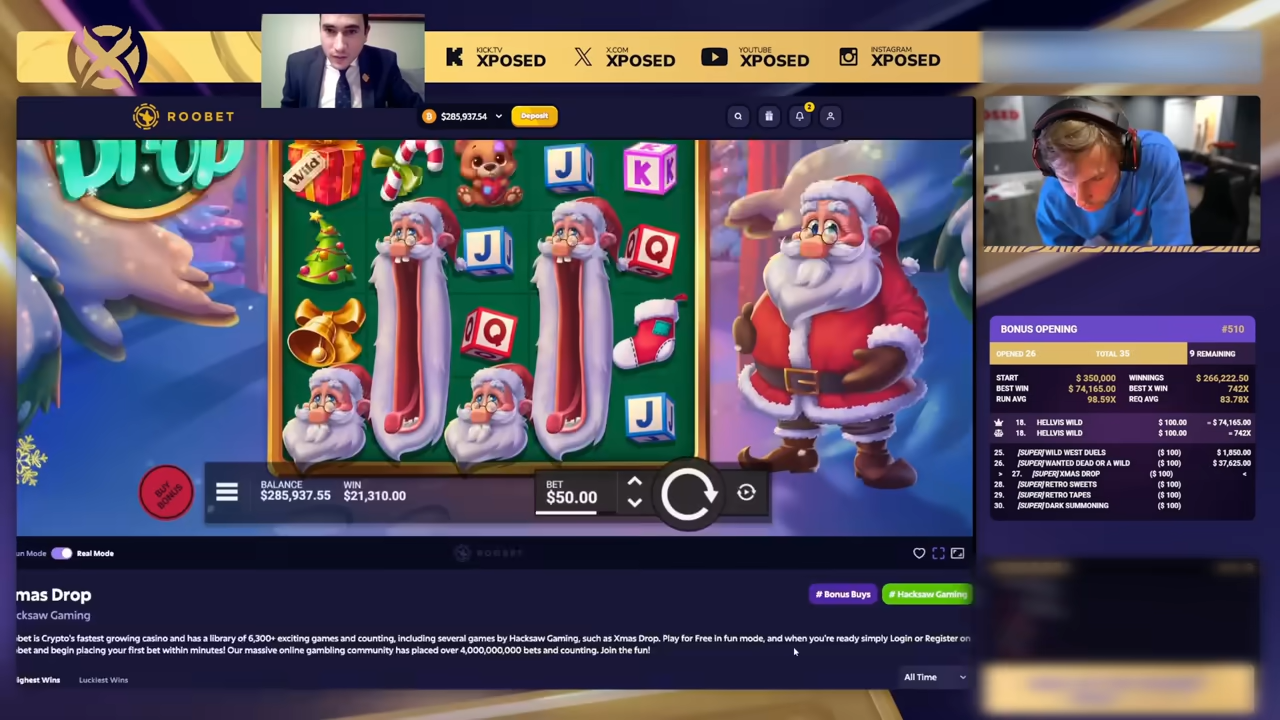 KICK.TV
XPOSED
X.COM
XPOSED
YOUTUBE
XPOSED
INSTAGRAM
XPOSED
ROOBET
$285,937.54
Deposit
2
Drop
Wild
J
K
J
Q
Q
J
BUY BONUS
BALANCE
$285,937.55
WIN
$21,310.00
BET
$50.00
un Mode
Real Mode
ROOBET
mas Drop
cksaw Gaming
# Bonus Buys
# Hacksaw Gaming
bet is Crypto's fastest growing casino and has a library of 6,300+ exciting games and counting, including several games by Hacksaw Gaming, such as Xmas Drop. Play for Free in fun mode, and when you're ready simply Login or Register on
bet and begin placing your first bet within minutes! Our massive online gambling community has placed over 4,000,000,000 bets and counting. Join the fun!
ighest Wins
Luckiest Wins
All Time
BONUS OPENING #510
OPENED 26 TOTAL 35 9 REMAINING
START $ 350,000 WINNINGS $ 266,222.50
BEST WIN $ 74,165.00 BEST X WIN 742X
RUN AVG 98.59X REQ AVG 83.78X
18. HELLVIS WILD $ 100.00 = $ 74,165.00
18. HELLVIS WILD $ 100.00 = 742X
25. [SUPER] WILD WEST DUELS ($ 100) $ 1,850.00
26. [SUPER] WANTED DEAD OR A WILD ($ 100) $ 37,625.00
> 27. [SUPER] XMAS DROP ($ 100) <
28. [SUPER] RETRO SWEETS ($ 100)
29. [SUPER] RETRO TAPES ($ 100)
30. [SUPER] DARK SUMMONING ($ 100)